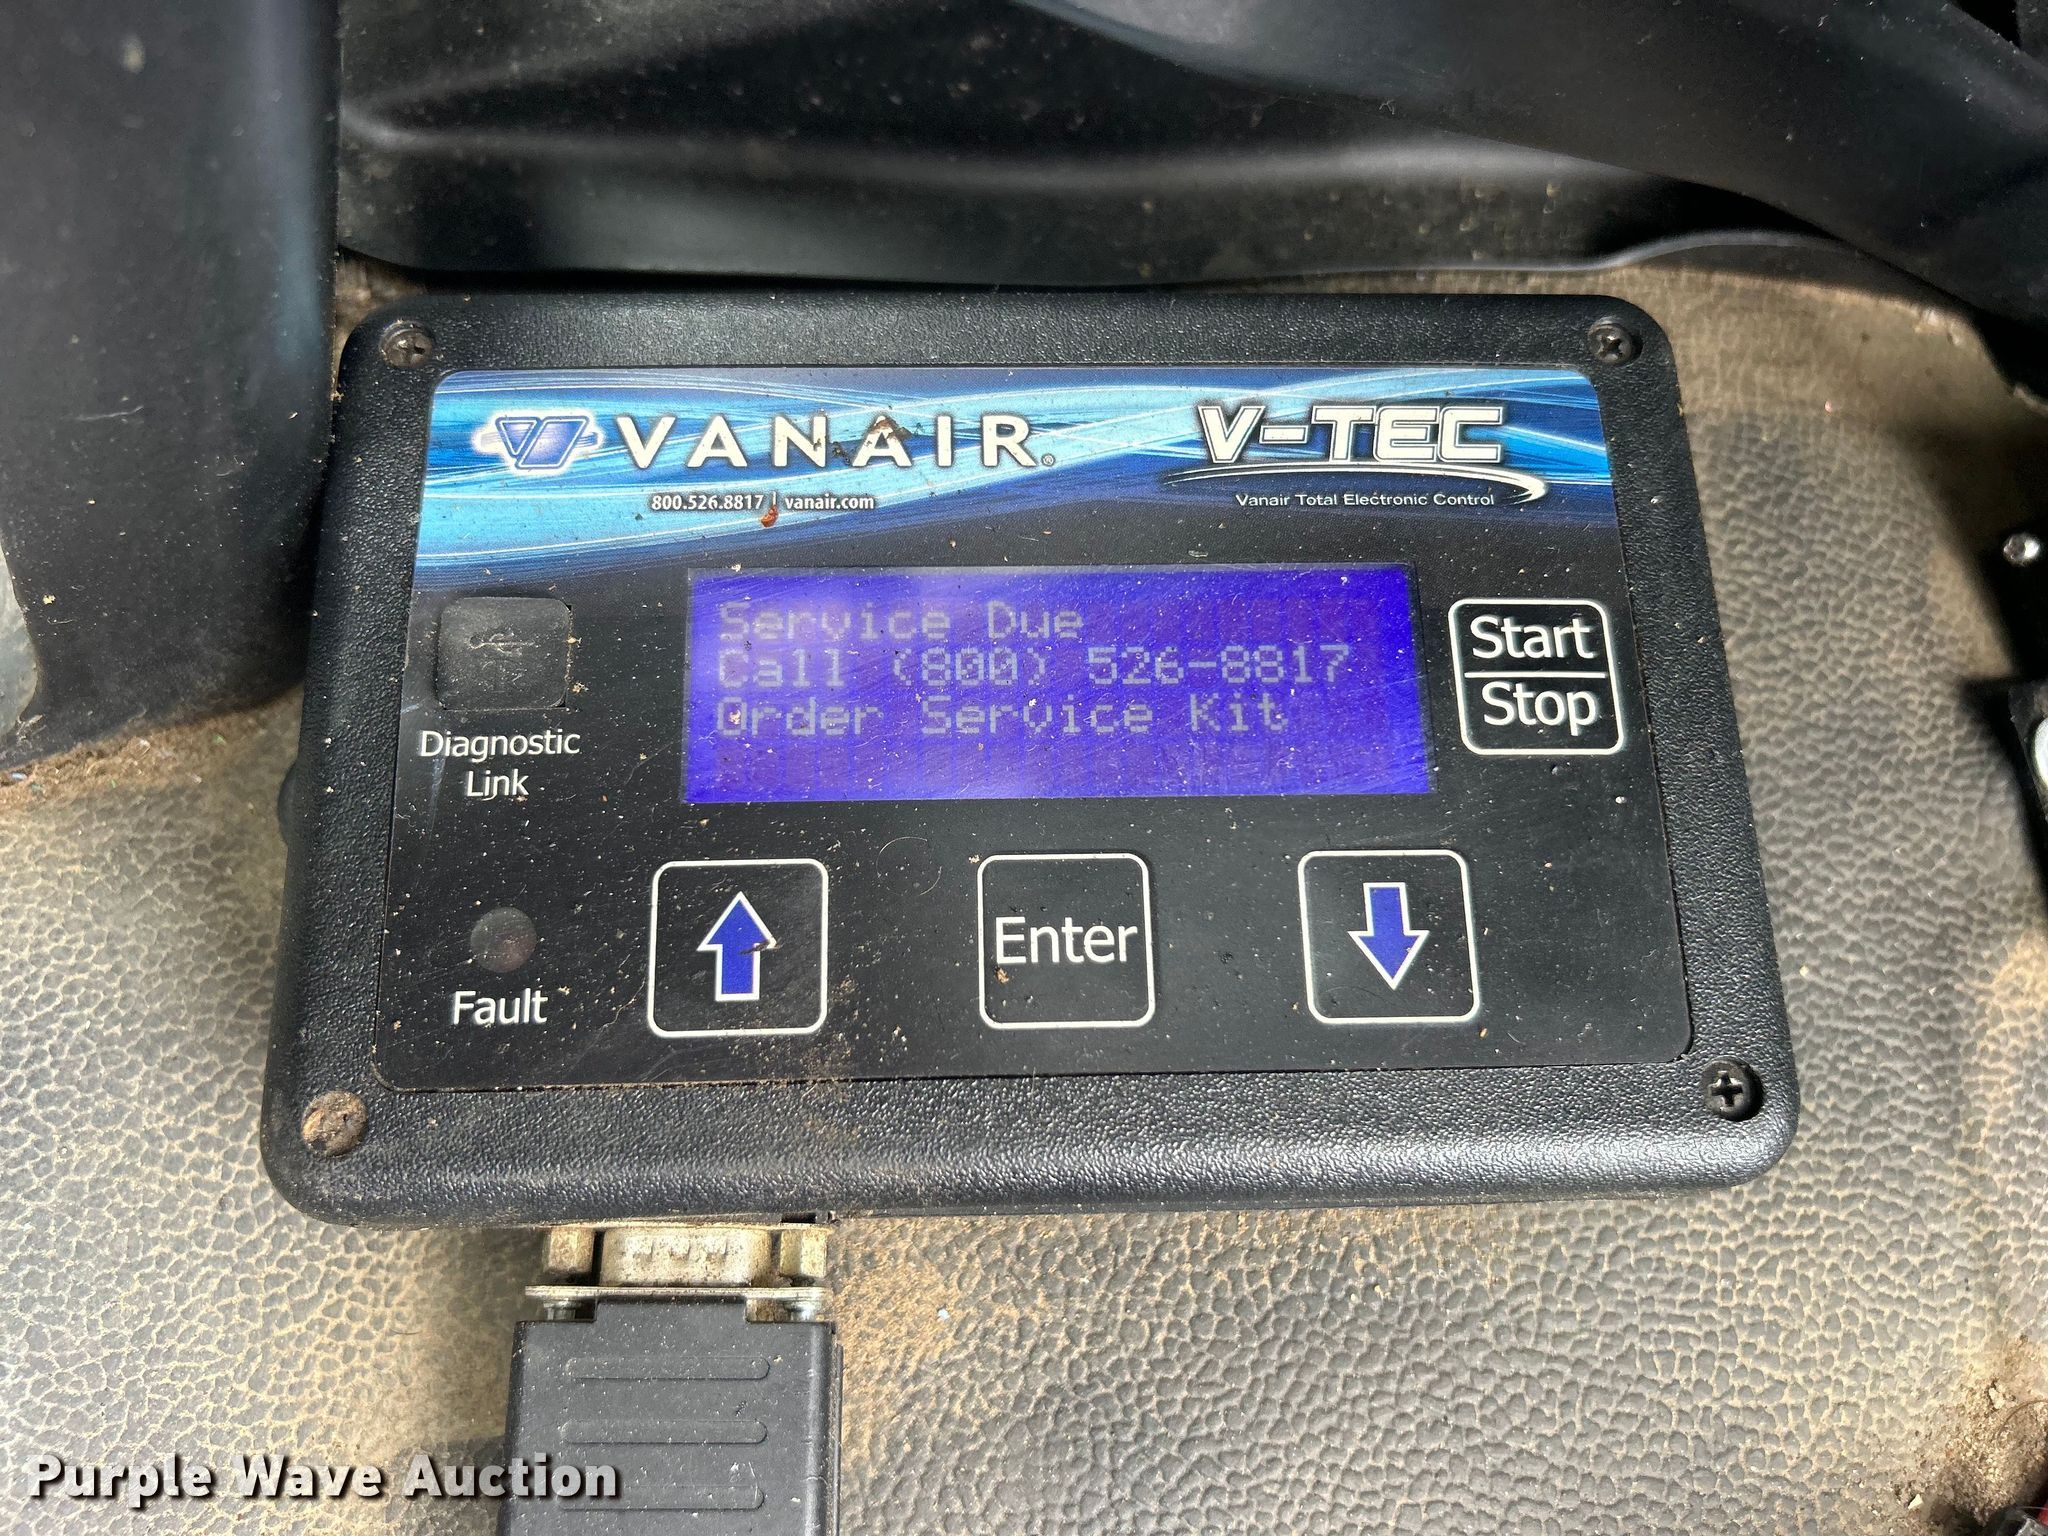 VANAIR®
V-TEC
800.526.8817 | vanair.com
Vanair Total Electronic Control
Service Due
Call (800) 526-8817
Order Service Kit
Start
Stop
Diagnostic
Link
Enter
Fault
Purple Wave Auction